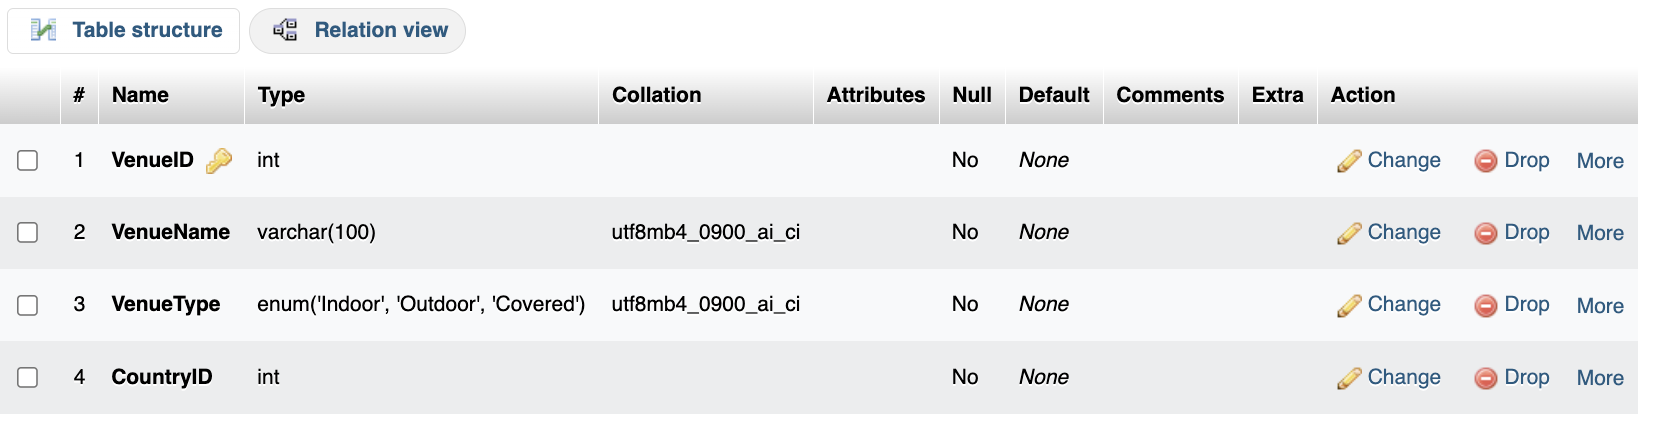 Table structure Relation view
# Name Type Collation Attributes Null Default Comments Extra Action
1 VenueID int No None Change Drop More
2 VenueName varchar(100) utf8mb4_0900_ai_ci No None Change Drop More
3 VenueType enum('Indoor', 'Outdoor', 'Covered') utf8mb4_0900_ai_ci No None Change Drop More
4 CountryID int No None Change Drop More